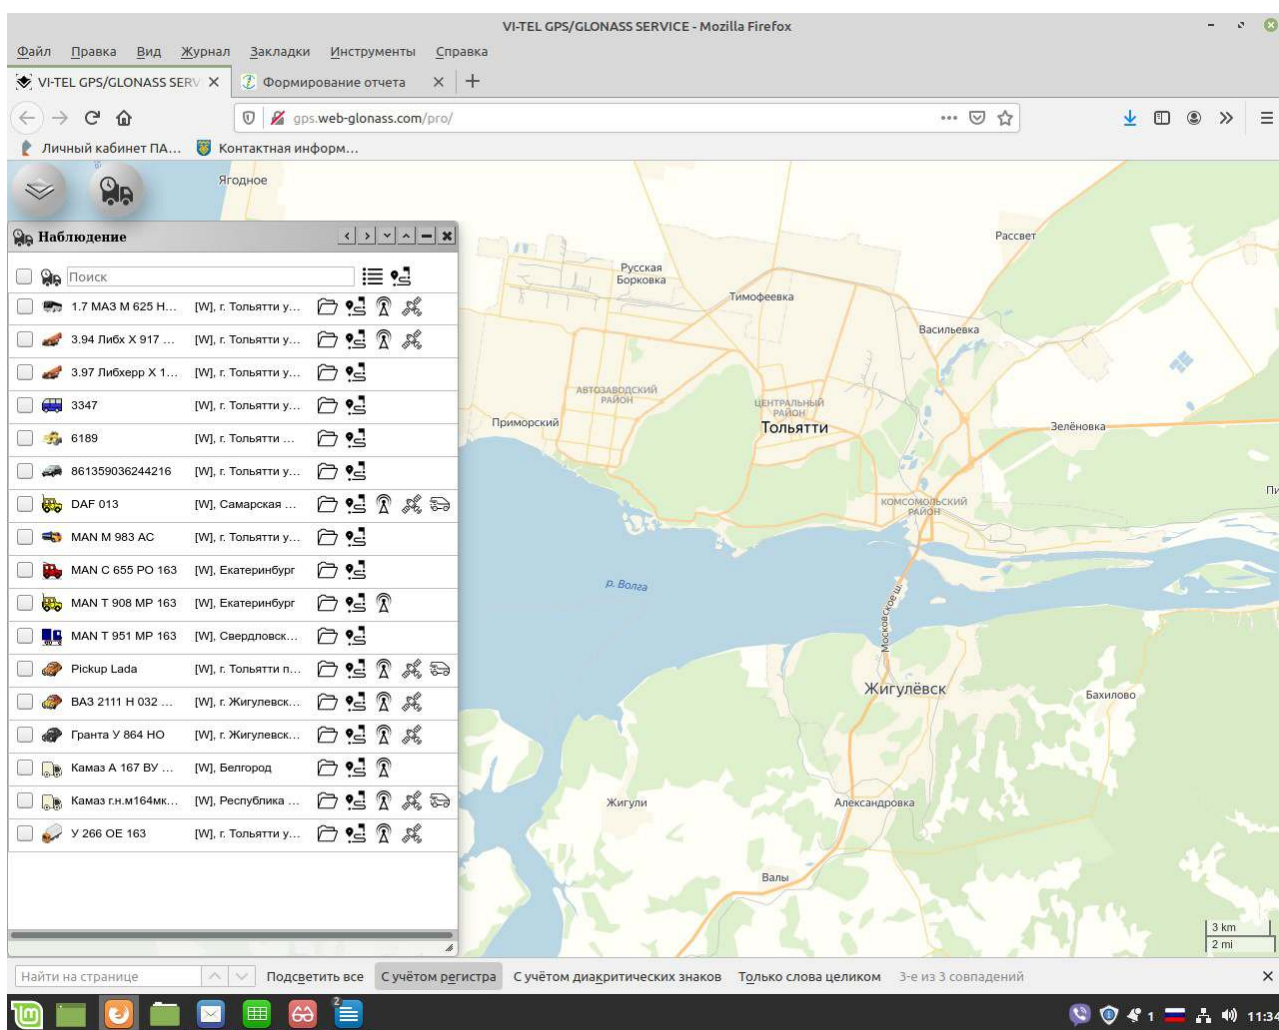 VI-TEL GPS/GLONASS SERVICE - Mozilla Firefox
Файл Правка Вид Журнал Закладки Инструменты Справка
VI-TEL GPS/GLONASS SERV Формирование отчета
gps.web-glonass.com/pro/
Личный кабинет ПА... Контактная информ...
Наблюдение
Поиск
1.7 МАЗ М 625 Н... [W], г. Тольятти у...
3.94 Либх Х 917 ... [W], г. Тольятти у...
3.97 Либхерр Х 1... [W], г. Тольятти у...
3347 [W], г. Тольятти у...
6189 [W], г. Тольятти ...
861359036244216 [W], г. Тольятти у...
DAF 013 [W], Самарская ...
MAN М 983 АС [W], г. Тольятти у...
MAN С 655 РО 163 [W], Екатеринбург
MAN Т 908 МР 163 [W], Екатеринбург
MAN Т 951 МР 163 [W], Свердловск...
Pickup Lada [W], г. Тольятти п...
ВАЗ 2111 Н 032 ... [W], г. Жигулевск...
Гранта У 864 НО [W], г. Жигулевск...
Камаз А 167 ВУ ... [W], Белгород
Камаз г.н.м164мк... [W], Республика ...
У 266 ОЕ 163 [W], г. Тольятти у...
Ягодное
Рассвет
Русская
Борковка
Тимофеевка
Васильевка
АВТОЗАВОДСКИЙ
РАЙОН
ЦЕНТРАЛЬНЫЙ
РАЙОН
Тольятти
Приморский
Зелёновка
КОМСОМОЛЬСКИЙ
РАЙОН
р. Волга
Московское ш.
Жигулёвск
Бахилово
Жигули
Александровка
Валы
3 km
2 mi
Найти на странице Подсветить все С учётом регистра С учётом диакритических знаков Только слова целиком 3-е из 3 совпадений
2
1
11:34